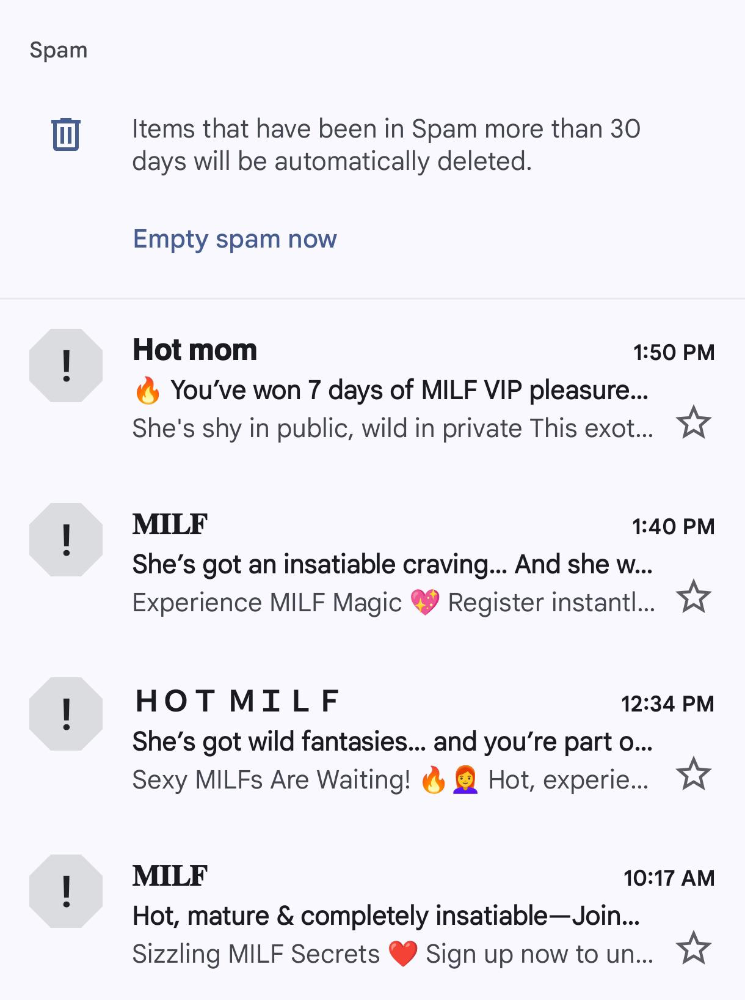 Spam
Items that have been in Spam more than 30
days will be automatically deleted.
Empty spam now
Hot mom 1:50 PM
🔥 You’ve won 7 days of MILF VIP pleasure...
She's shy in public, wild in private This exot...
𝐌𝐈𝐋𝐅 1:40 PM
She’s got an insatiable craving... And she w...
Experience MILF Magic 💖 Register instantl...
ＨＯＴ ＭＩＬＦ 12:34 PM
She’s got wild fantasies... and you’re part o...
Sexy MILFs Are Waiting! 🔥👩‍🦰 Hot, experie...
𝐌𝐈𝐋𝐅 10:17 AM
Hot, mature & completely insatiable—Join...
Sizzling MILF Secrets ❤️ Sign up now to un...